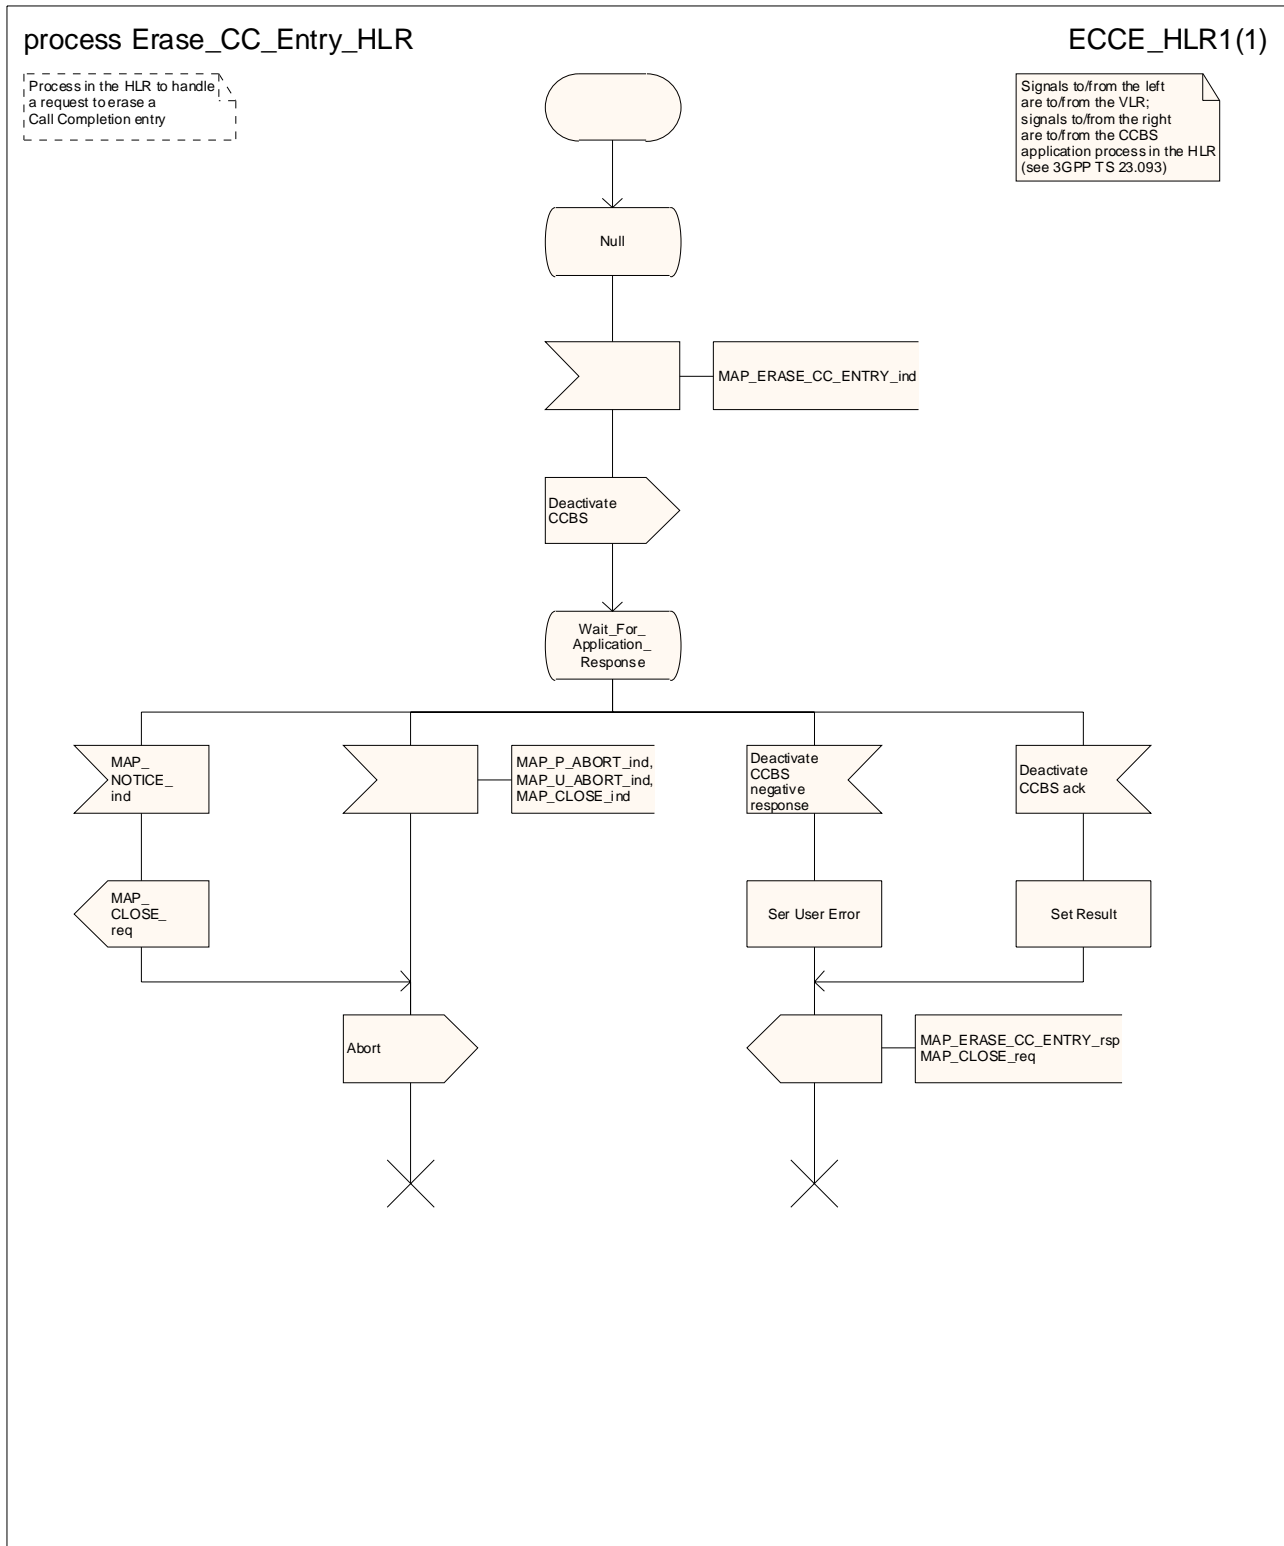 process Erase_CC_Entry_HLR
ECCE_HLR1(1)
Process in the HLR to handle
a request to erase a
Call Completion entry
Signals to/from the left
are to/from the VLR;
signals to/from the right
are to/from the CCBS
application process in the HLR
(see 3GPP TS 23.093)
Null
MAP_ERASE_CC_ENTRY_ind
Deactivate
CCBS
Wait_For_
Application_
Response
MAP_
NOTICE_
ind
MAP_P_ABORT_ind,
MAP_U_ABORT_ind,
MAP_CLOSE_ind
Deactivate
CCBS
negative
response
Deactivate
CCBS ack
MAP_
CLOSE_
req
Ser User Error
Set Result
Abort
MAP_ERASE_CC_ENTRY_rsp
MAP_CLOSE_req